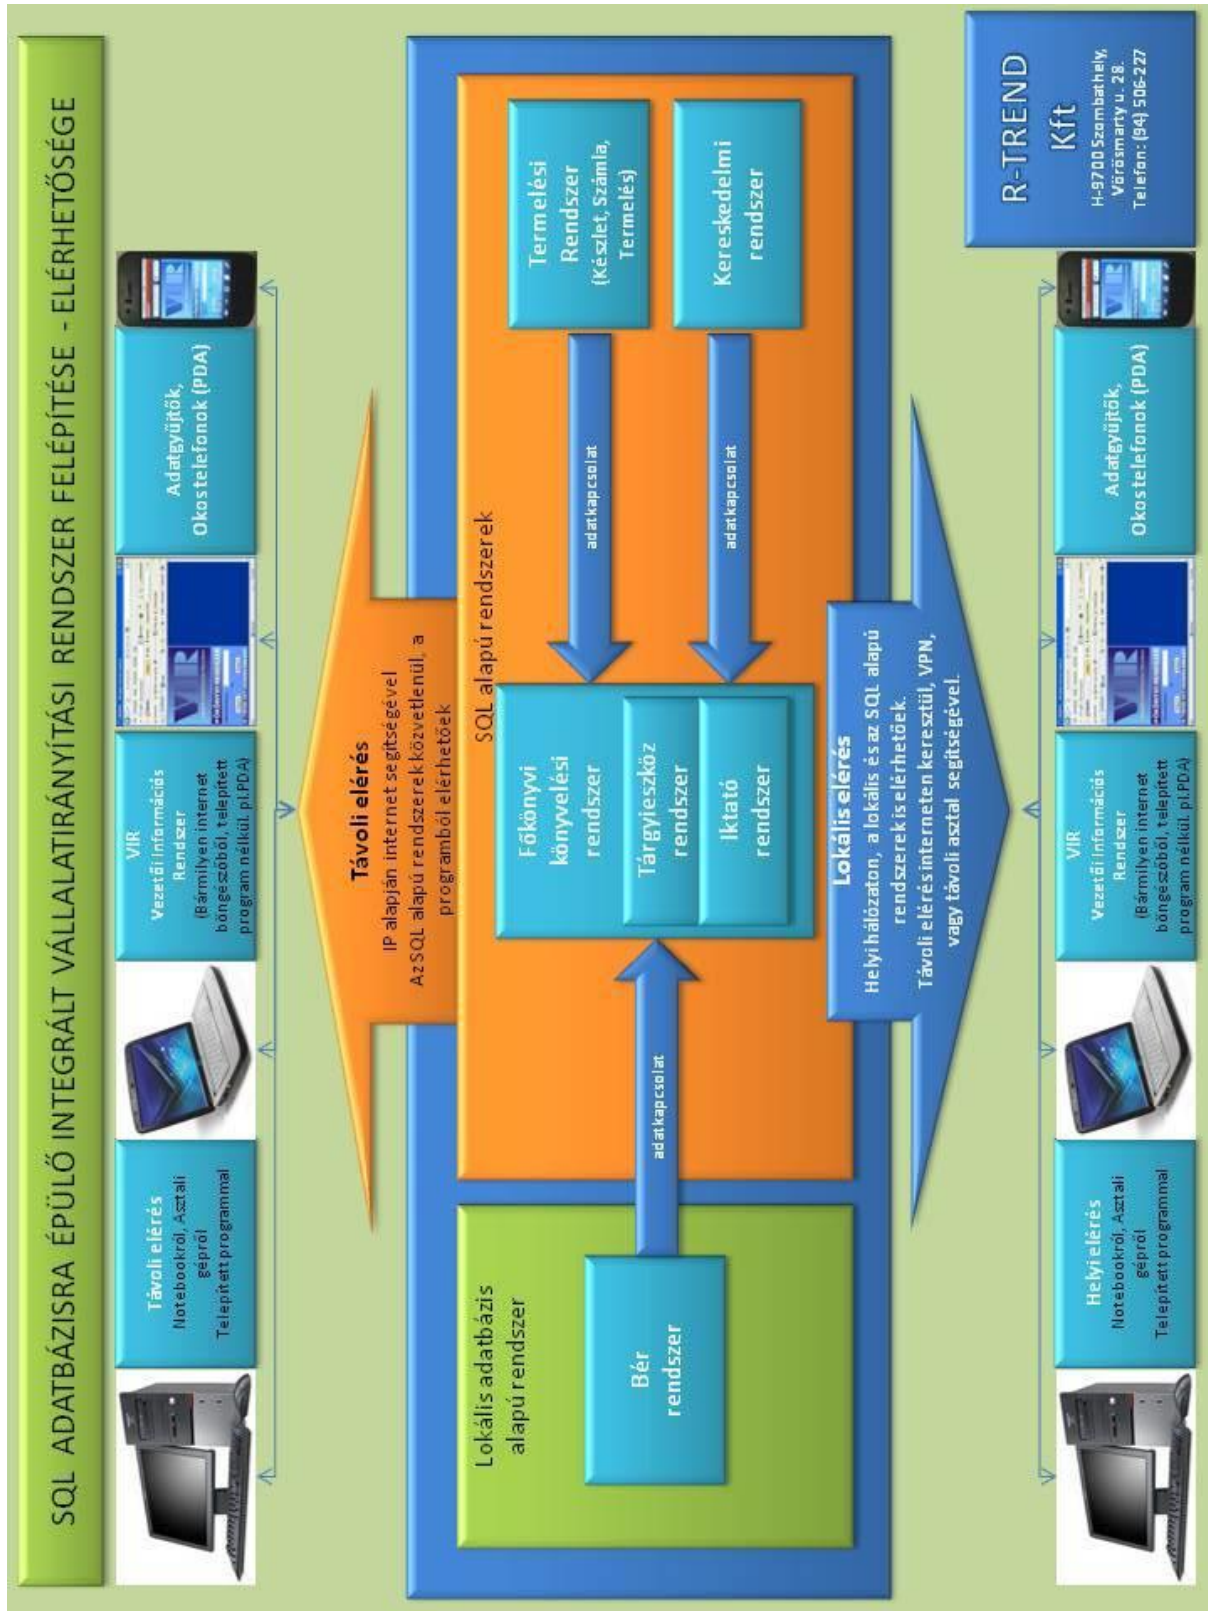 SQL ADATBÁZISRA ÉPÜLŐ INTEGRÁLT VÁLLALATIRÁNYÍTÁSI RENDSZER FELÉPÍTÉSE - ELÉRHETŐSÉGE
Távoli elérés
Notebookról, Asztali
gépről
Telepített programmal
VIR
Vezetői Információs
Rendszer
(Bármilyen internet
böngészőből, telepített
program nélkül. pl.PDA)
VIR
Adatgyűjtők,
Okostelefonok (PDA)
VIR
Távoli elérés
IP alapján internet segítségével
Az SQL alapú rendszerek közvetlenül, a
programból elérhetőek
Lokális adatbázis
alapú rendszer
Bér
rendszer
adatkapcsolat
SQL alapú rendszerek
Főkönyvi
könyvelési
rendszer
Tárgyieszköz
rendszer
Iktató
rendszer
adatkapcsolat
adatkapcsolat
Termelési
Rendszer
(Készlet, Számla,
Termelés)
Kereskedelmi
rendszer
Lokális elérés
Helyi hálózaton, a lokális és az SQL alapú
rendszerek is elérhetőek.
Távoli elérés interneten keresztül, VPN,
vagy távoli asztal segítségével.
Helyi elérés
Notebookról, Asztali
gépről
Telepített programmal
VIR
Vezetői Információs
Rendszer
(Bármilyen internet
böngészőből, telepített
program nélkül. pl.PDA)
VIR
Adatgyűjtők,
Okostelefonok (PDA)
VIR
R-TREND
Kft
H-9700 Szombathely,
Vörösmarty u. 28.
Telefon: (94) 506-227